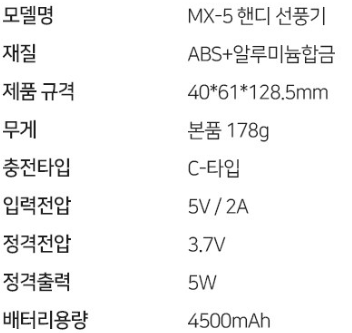 모델명 MX-5 핸디 선풍기
재질 ABS+알루미늄합금
제품 규격 40*61*128.5mm
무게 본품 178g
충전타입 C-타입
입력전압 5V / 2A
정격전압 3.7V
정격출력 5W
배터리용량 4500mAh